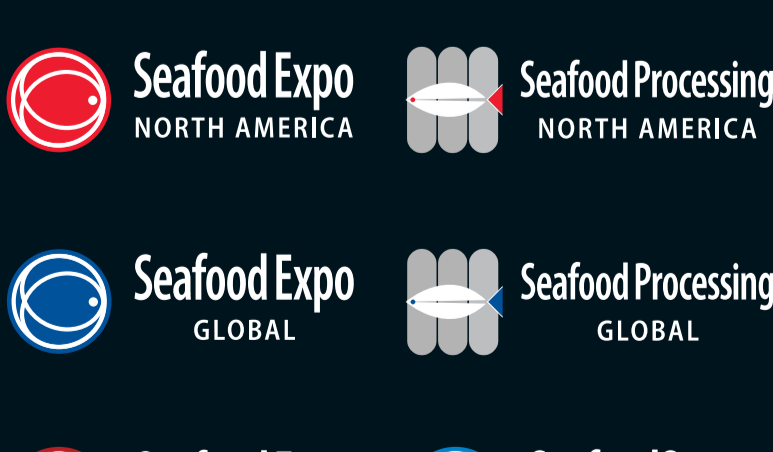 Seafood Expo
NORTH AMERICA
Seafood Processing
NORTH AMERICA
Seafood Expo
GLOBAL
Seafood Processing
GLOBAL